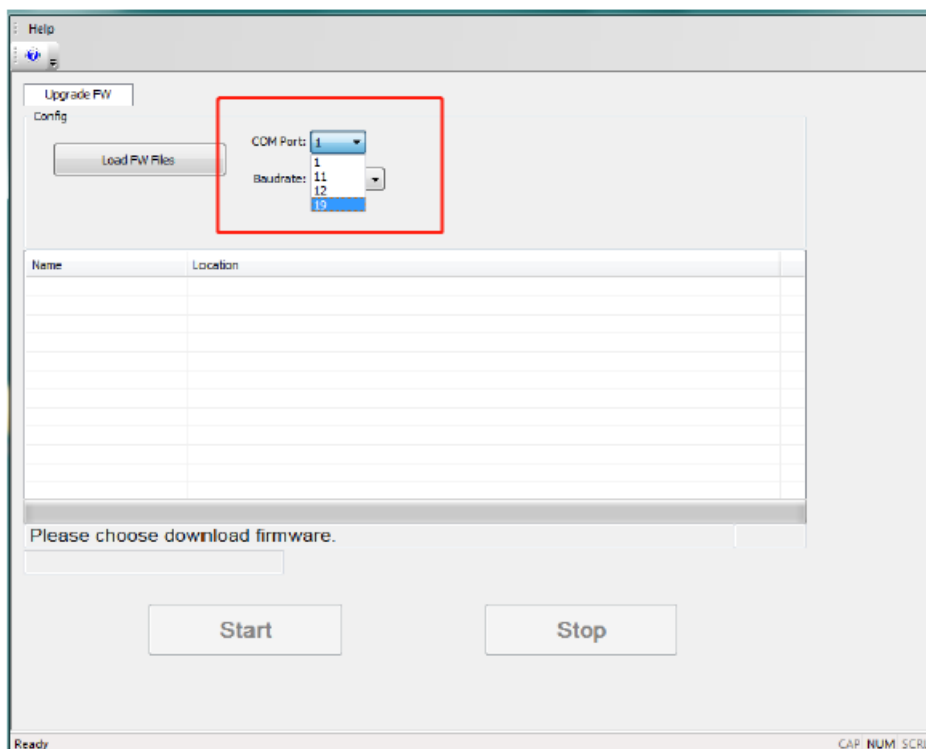 Help
Upgrade FW
Config
Load FW Files
COM Port: 1
1
11
12
19
Baudrate:
Name Location
Please choose download firmware.
Start Stop
Ready CAP NUM SCRL